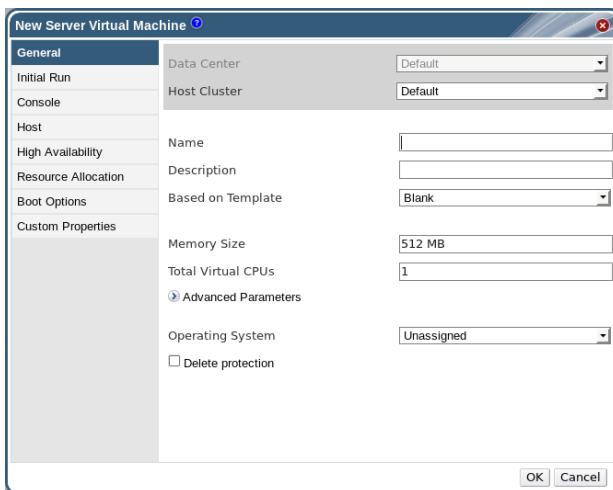 New Server Virtual Machine
General
Initial Run
Console
Host
High Availability
Resource Allocation
Boot Options
Custom Properties
Data Center Default
Host Cluster Default
Name
Description
Based on Template Blank
Memory Size 512 MB
Total Virtual CPUs 1
Advanced Parameters
Operating System Unassigned
Delete protection
OK Cancel